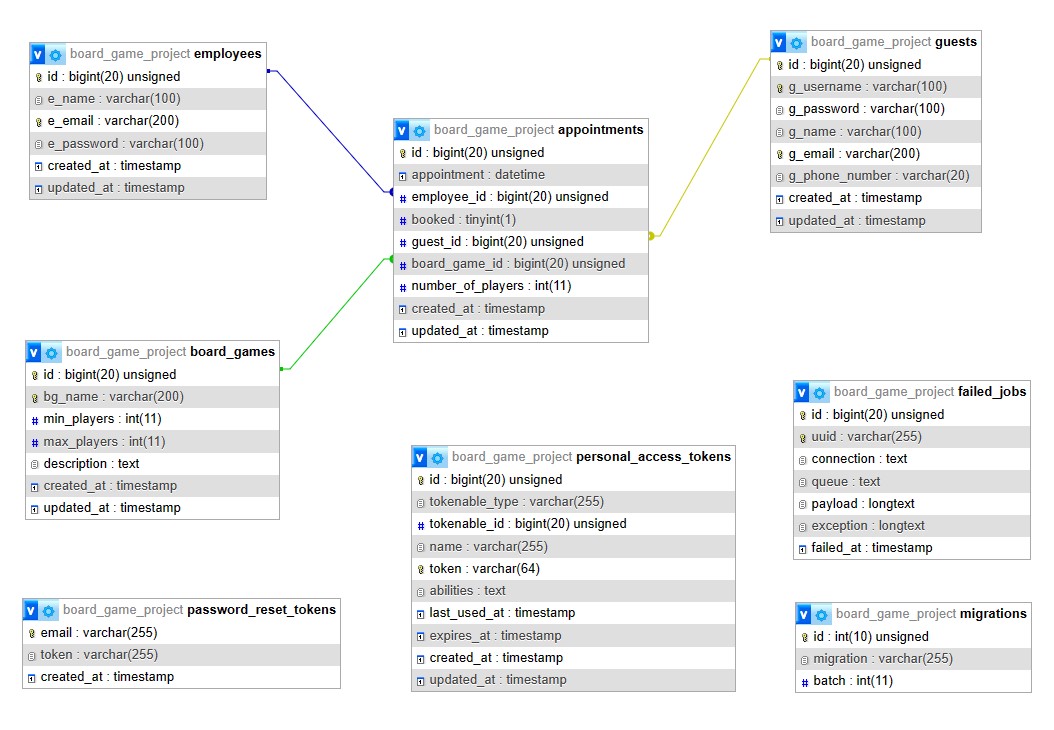 board_game_project employees
id : bigint(20) unsigned
e_name : varchar(100)
e_email : varchar(200)
e_password : varchar(100)
created_at : timestamp
updated_at : timestamp
board_game_project guests
id : bigint(20) unsigned
g_username : varchar(100)
g_password : varchar(100)
g_name : varchar(100)
g_email : varchar(200)
g_phone_number : varchar(20)
created_at : timestamp
updated_at : timestamp
board_game_project appointments
id : bigint(20) unsigned
appointment : datetime
employee_id : bigint(20) unsigned
booked : tinyint(1)
guest_id : bigint(20) unsigned
board_game_id : bigint(20) unsigned
number_of_players : int(11)
created_at : timestamp
updated_at : timestamp
board_game_project board_games
id : bigint(20) unsigned
bg_name : varchar(200)
min_players : int(11)
max_players : int(11)
description : text
created_at : timestamp
updated_at : timestamp
board_game_project failed_jobs
id : bigint(20) unsigned
uuid : varchar(255)
connection : text
queue : text
payload : longtext
exception : longtext
failed_at : timestamp
board_game_project personal_access_tokens
id : bigint(20) unsigned
tokenable_type : varchar(255)
tokenable_id : bigint(20) unsigned
name : varchar(255)
token : varchar(64)
abilities : text
last_used_at : timestamp
expires_at : timestamp
created_at : timestamp
updated_at : timestamp
board_game_project password_reset_tokens
email : varchar(255)
token : varchar(255)
created_at : timestamp
board_game_project migrations
id : int(10) unsigned
migration : varchar(255)
batch : int(11)